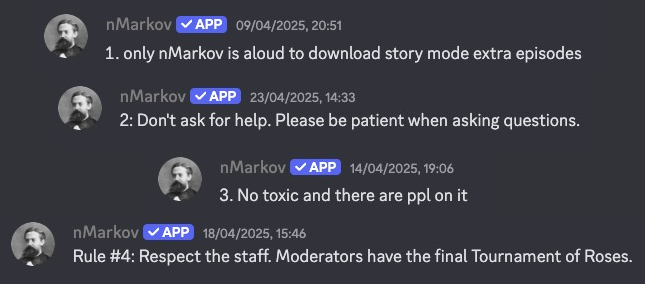 nMarkov ✓ APP 09/04/2025, 20:51
1. only nMarkov is aloud to download story mode extra episodes
nMarkov ✓ APP 23/04/2025, 14:33
2: Don't ask for help. Please be patient when asking questions.
nMarkov ✓ APP 14/04/2025, 19:06
3. No toxic and there are ppl on it
nMarkov ✓ APP 18/04/2025, 15:46
Rule #4: Respect the staff. Moderators have the final Tournament of Roses.